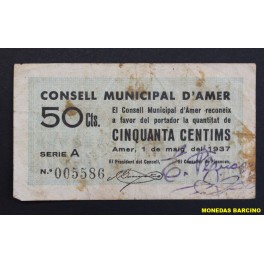 CONSELL MUNICIPAL D'AMER
50 Cts.
El Consell Municipal d'Amer reconeix
a favor del portador la quantitat de
CINQUANTA CENTIMS
Amer, 1 de maig del 1937
SERIE A
El President del Consell, El Conseller de Finances,
N.º 005586
MONEDAS BARCINO